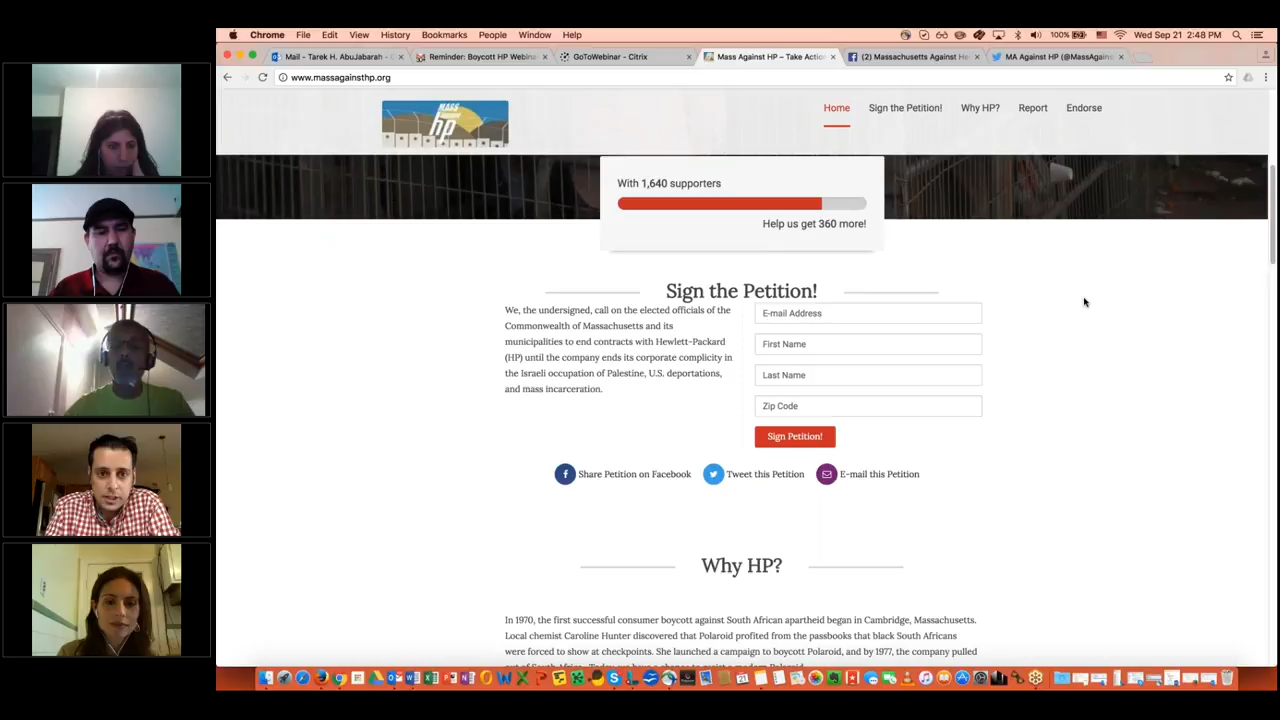 Chrome File Edit View History Bookmarks People Window Help 100% Wed Sep 21 2:48 PM
Mail – Tarek H. AbuJabarah – Reminder: Boycott HP Webina GoToWebinar - Citrix Mass Against HP – Take Action (2) Massachusetts Against He MA Against HP (@MassAgains
www.massagainsthp.org
MASS
hp
Home Sign the Petition! Why HP? Report Endorse
With 1,640 supporters
Help us get 360 more!
Sign the Petition!
We, the undersigned, call on the elected officials of the
Commonwealth of Massachusetts and its
municipalities to end contracts with Hewlett-Packard
(HP) until the company ends its corporate complicity in
the Israeli occupation of Palestine, U.S. deportations,
and mass incarceration.
E-mail Address
First Name
Last Name
Zip Code
Sign Petition!
Share Petition on Facebook Tweet this Petition E-mail this Petition
Why HP?
In 1970, the first successful consumer boycott against South African apartheid began in Cambridge, Massachusetts.
Local chemist Caroline Hunter discovered that Polaroid profited from the passbooks that black South Africans
were forced to show at checkpoints. She launched a campaign to boycott Polaroid, and by 1977, the company pulled